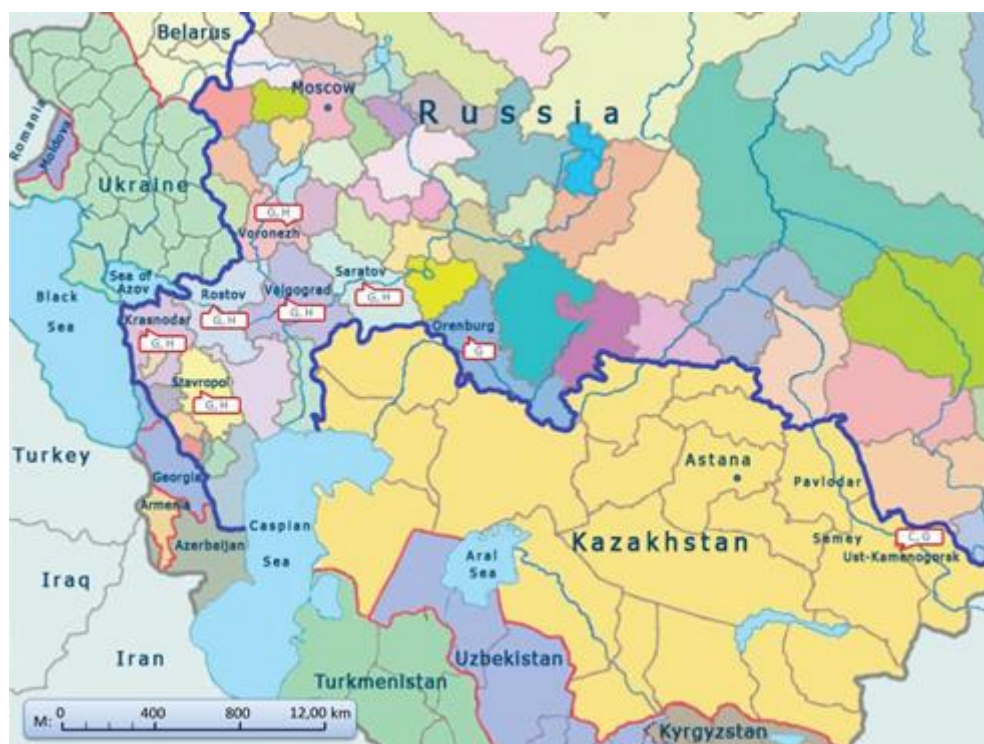 Belarus
Moscow
Russia
Romania
Moldova
Ukraine
G, H
Voronezh
Sea of
Azov
Black
Sea
Rostov
G, H
Volgograd
G, H
Saratov
G, H
Krasnodar
G, H
Orenburg
G
Stavropol
G, H
Turkey
Georgia
Armenia
Azerbaijan
Caspian
Sea
Astana
Pavlodar
Kazakhstan
Semey
C, G
Ust-Kamenogorsk
Aral
Sea
Iraq
Iran
Uzbekistan
Turkmenistan
Kyrgyzstan
M: 0 400 800 12,00 km